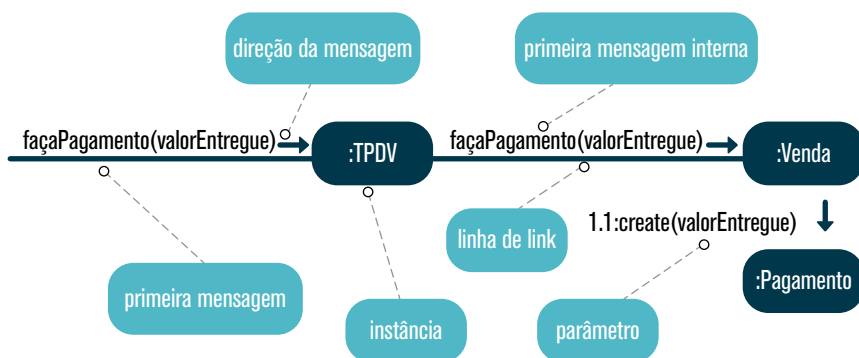 direção da mensagem
primeira mensagem interna
façaPagamento(valorEntregue)
:TPDV
façaPagamento(valorEntregue)
:Venda
linha de link
1.1:create(valorEntregue)
:Pagamento
primeira mensagem
instância
parâmetro